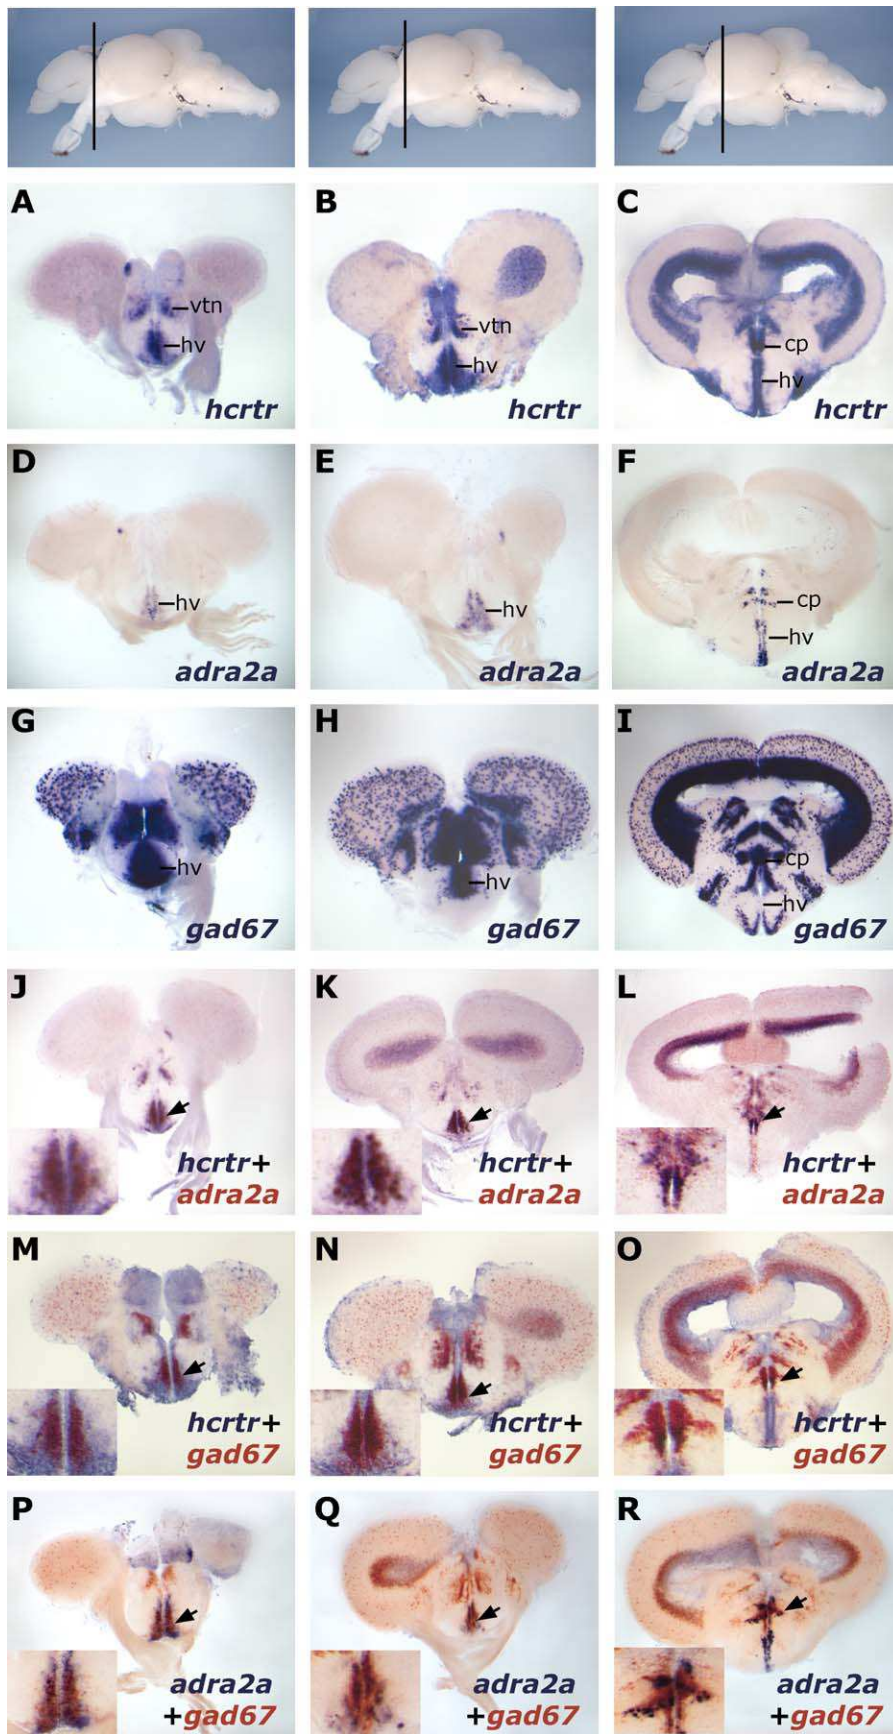 A
B
C
vtn
hv
hcrtr
vtn
hv
hcrtr
cp
hv
hcrtr
D
E
F
hv
adra2a
hv
adra2a
cp
hv
adra2a
G
H
I
hv
gad67
hv
gad67
cp
hv
gad67
J
K
L
hcrtr+
adra2a
hcrtr+
adra2a
hcrtr+
adra2a
M
N
O
hcrtr+
gad67
hcrtr+
gad67
hcrtr+
gad67
P
Q
R
adra2a
+gad67
adra2a
+gad67
adra2a
+gad67